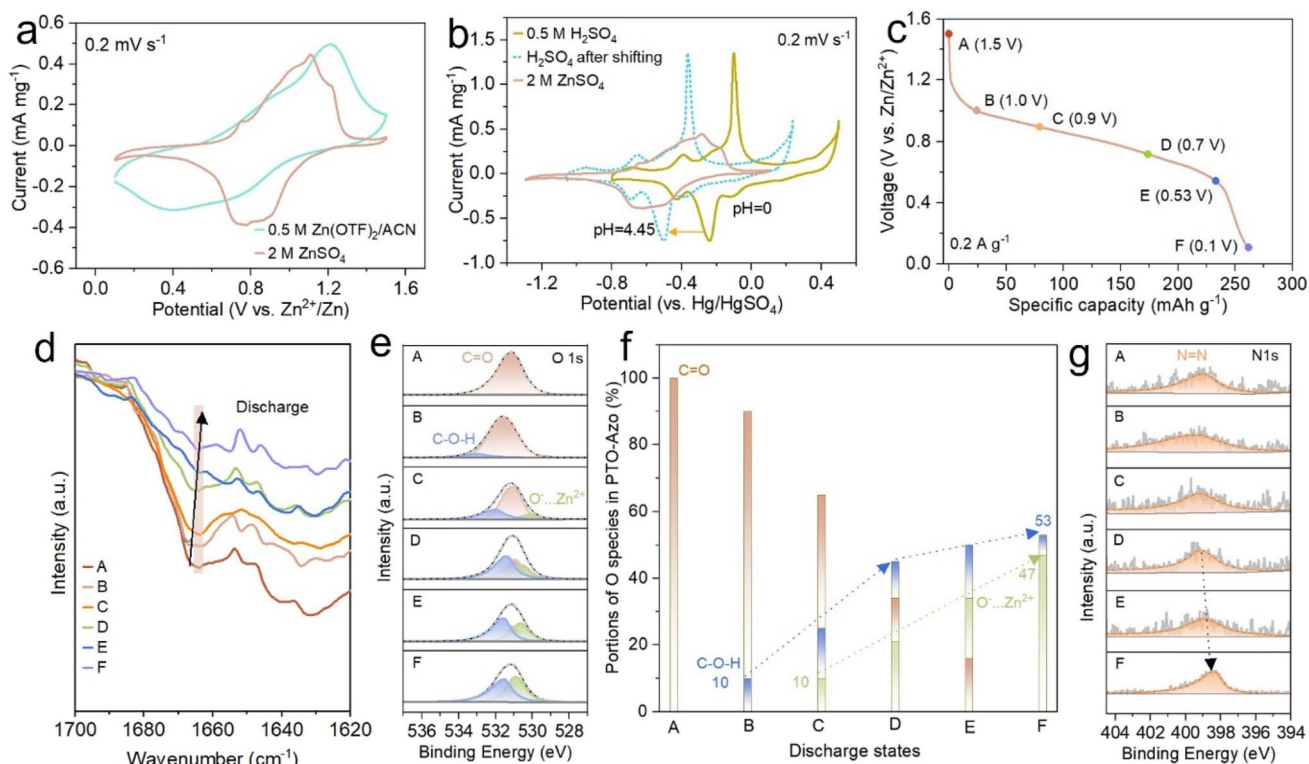 a
0.2 mV s⁻¹
0.6
0.4
0.2
0.0
-0.2
-0.4
-0.6
Current (mA mg⁻¹)
0.5 M Zn(OTF)₂/ACN
2 M ZnSO₄
0.0 0.4 0.8 1.2 1.6
Potential (V vs. Zn²⁺/Zn)
b
0.5 M H₂SO₄
0.2 mV s⁻¹
H₂SO₄ after shifting
2 M ZnSO₄
1.5
1.0
0.5
0.0
-0.5
-1.0
Current (mA mg⁻¹)
pH=0
pH=4.45
-1.2 -0.8 -0.4 0.0 0.4
Potential (vs. Hg/HgSO₄)
c
1.8
1.5
1.2
0.9
0.6
0.3
0.0
Voltage (V vs. Zn/Zn²⁺)
A (1.5 V)
B (1.0 V)
C (0.9 V)
D (0.7 V)
E (0.53 V)
F (0.1 V)
0.2 A g⁻¹
0 50 100 150 200 250 300
Specific capacity (mAh g⁻¹)
d
Discharge
Intensity (a.u.)
A
B
C
D
E
F
1700 1680 1660 1640 1620
Wavenumber (cm⁻¹)
e
A
C=O
O 1s
B
C-O-H
C
O⁻...Zn²⁺
D
E
F
Intensity (a.u.)
536 534 532 530 528
Binding Energy (eV)
f
C=O
100
80
60
40
20
0
Portions of O species in PTO-Azo (%)
C-O-H
10
10
53
47
O⁻...Zn²⁺
A B C D E F
Discharge states
g
A
N=N
N1s
B
C
D
E
F
Intensity (a.u.)
404 402 400 398 396 394
Binding Energy (eV)